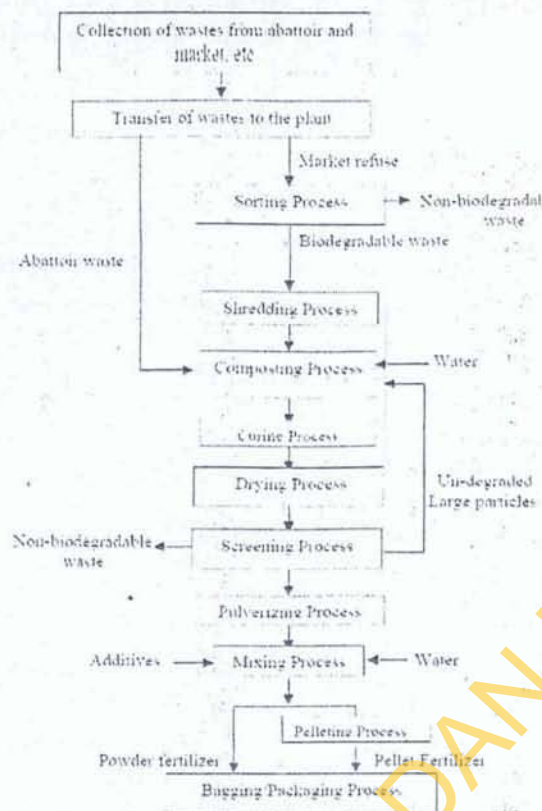 Collection of wastes from abattoir and
market, etc
Transfer of wastes to the plant
Market refuse
Sorting Process
Non-biodegradable
waste
Biodegradable waste
Abattoir waste
Shredding Process
Composting Process
Water
Curing Process
Drying Process
Un-degraded
Large particles
Non-biodegradable
waste
Screening Process
Pulverizing Process
Additives
Mixing Process
Water
Pelleting Process
Powder fertilizer
Pellet Fertilizer
Bagging/Packaging Process
DAN